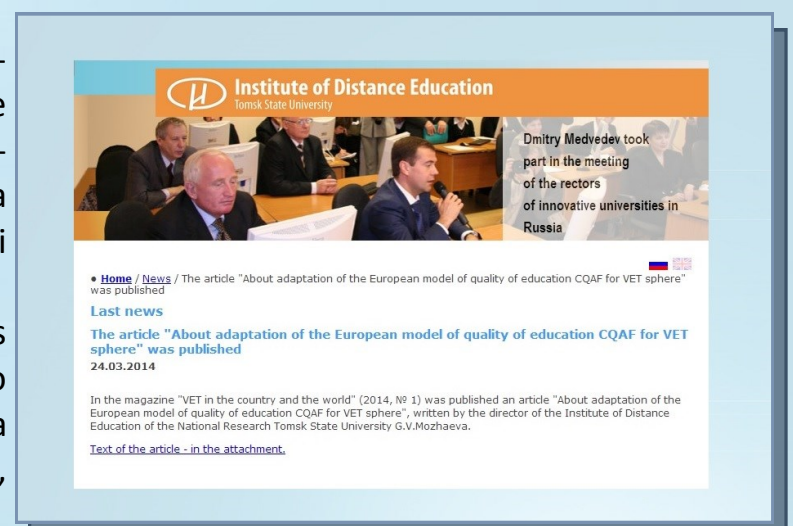 Institute of Distance Education
Tomsk State University
Dmitry Medvedev took
part in the meeting
of the rectors
of innovative universities in
Russia
● Home / News / The article "About adaptation of the European model of quality of education CQAF for VET sphere"
was published
Last news
The article "About adaptation of the European model of quality of education CQAF for VET
sphere" was published
24.03.2014
In the magazine "VET in the country and the world" (2014, № 1) was published an article "About adaptation of the
European model of quality of education CQAF for VET sphere", written by the director of the Institute of Distance
Education of the National Research Tomsk State University G.V.Mozhaeva.
Text of the article - in the attachment.